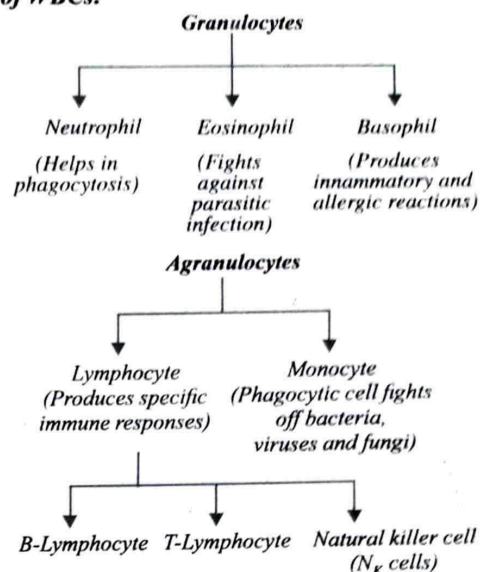 of WBCs.
Granulocytes
Neutrophil Eosinophil Basophil
(Helps in (Fights (Produces
phagocytosis) against innammatory and
parasitic allergic reactions)
infection)
Agranulocytes
Lymphocyte Monocyte
(Produces specific (Phagocytic cell fights
immune responses) off bacteria,
viruses and fungi)
B-Lymphocyte T-Lymphocyte Natural killer cell
(NK cells)